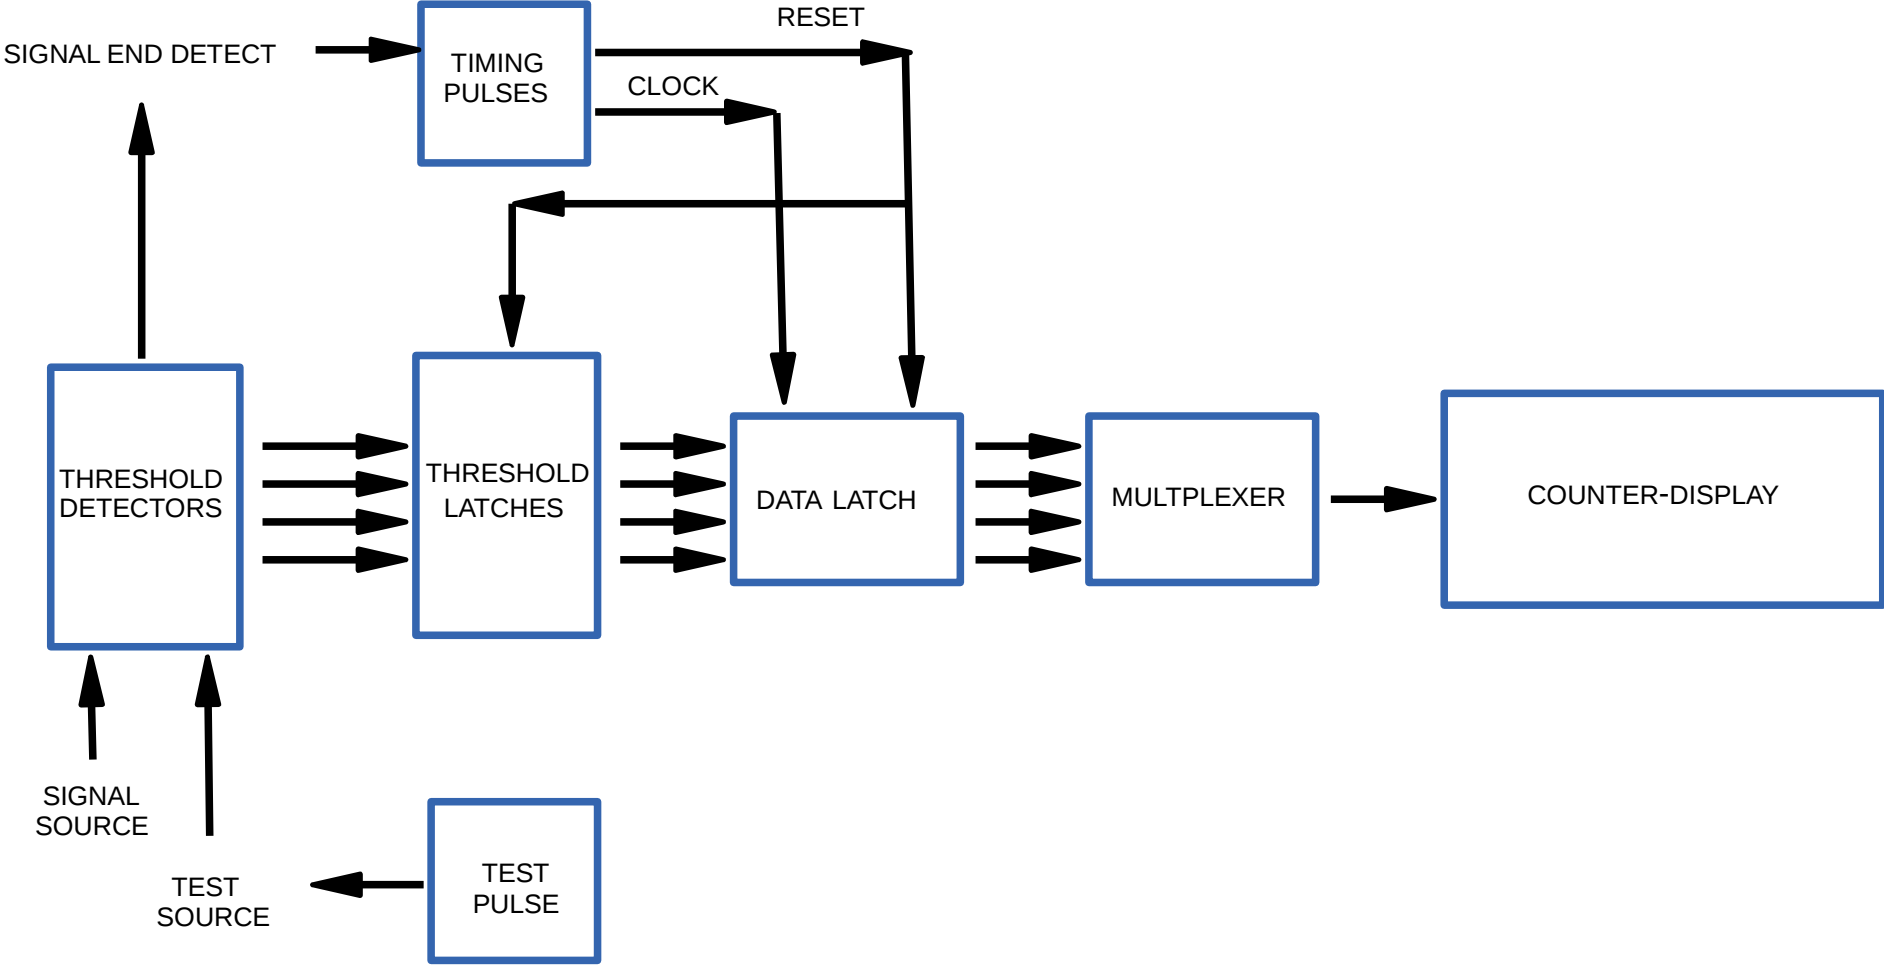 RESET
SIGNAL END DETECT
TIMING
PULSES
CLOCK
THRESHOLD
DETECTORS
THRESHOLD
LATCHES
DATA LATCH
MULTPLEXER
COUNTER-DISPLAY
SIGNAL
SOURCE
TEST
SOURCE
TEST
PULSE